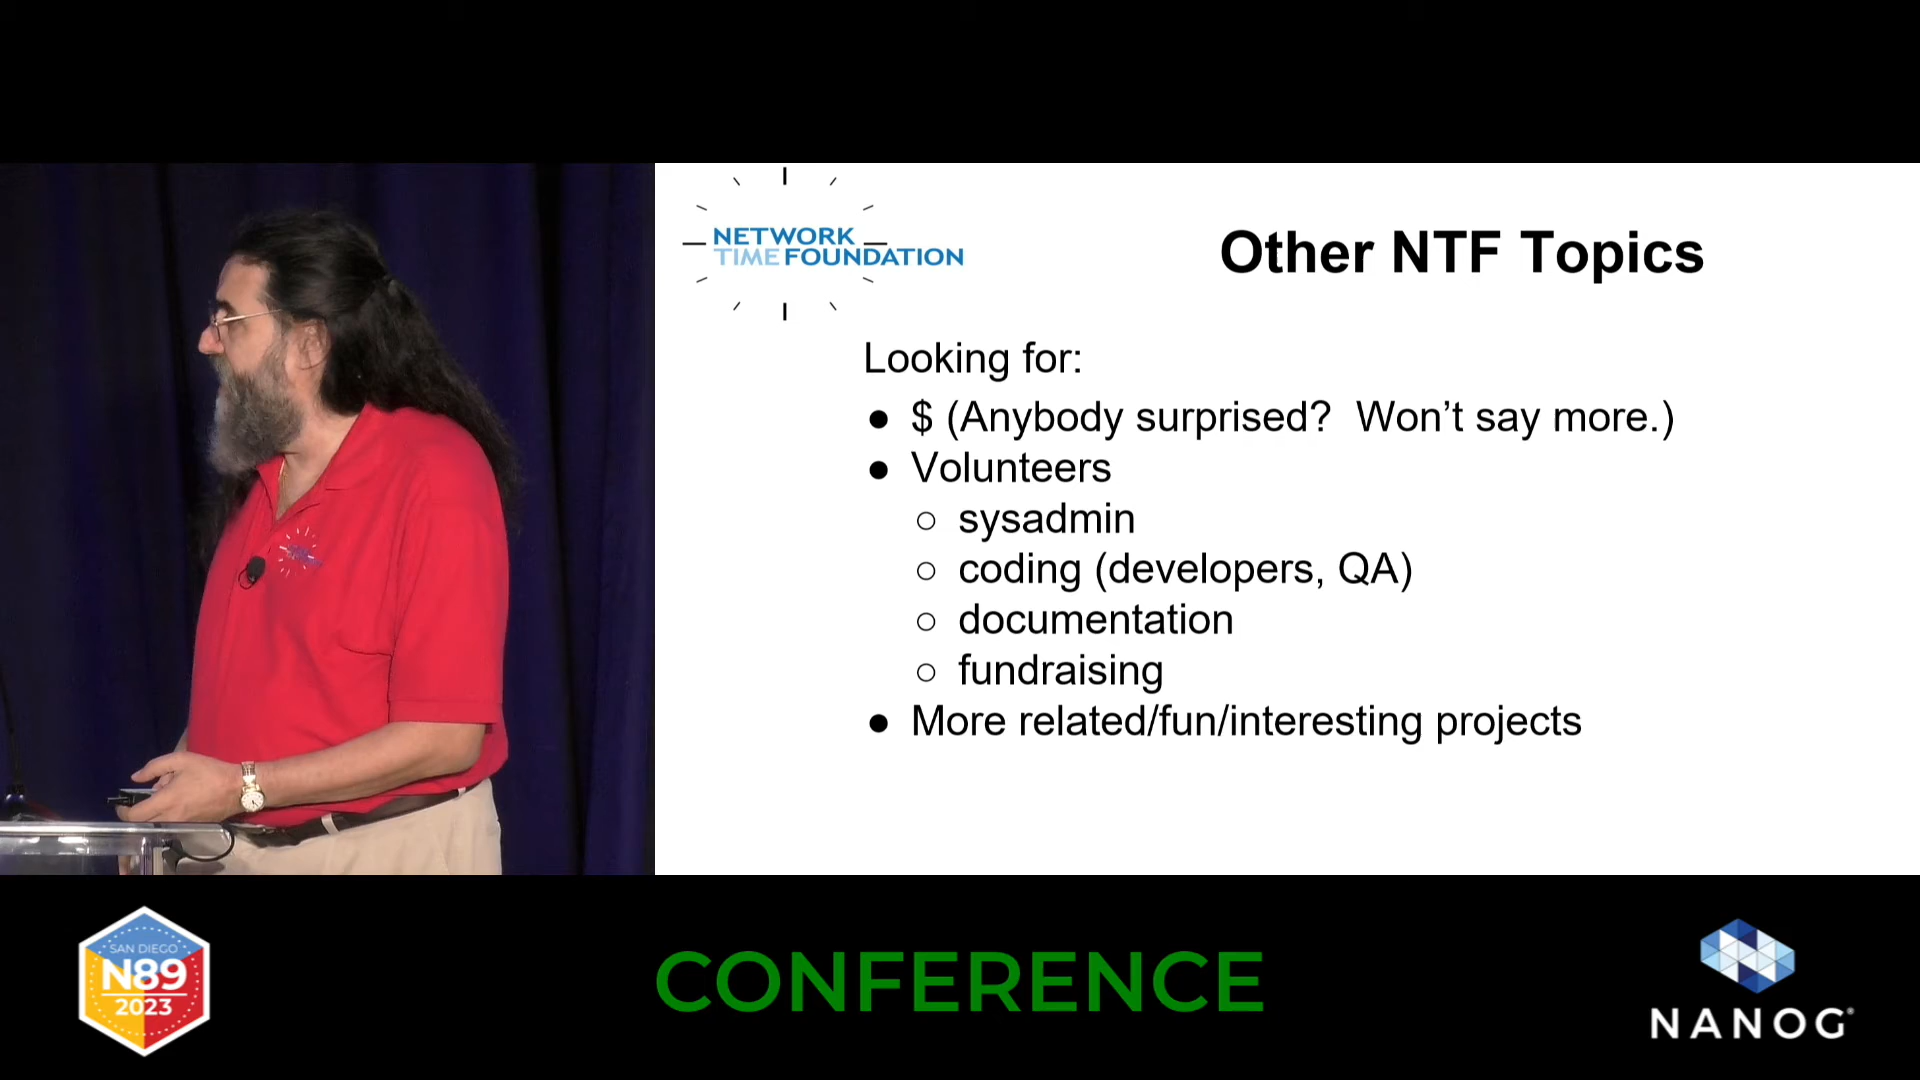 NETWORK
TIME FOUNDATION
Other NTF Topics
Looking for:
● $ (Anybody surprised?  Won’t say more.)
● Volunteers
○ sysadmin
○ coding (developers, QA)
○ documentation
○ fundraising
● More related/fun/interesting projects
SAN DIEGO
N89
2023
CONFERENCE
NANOG®